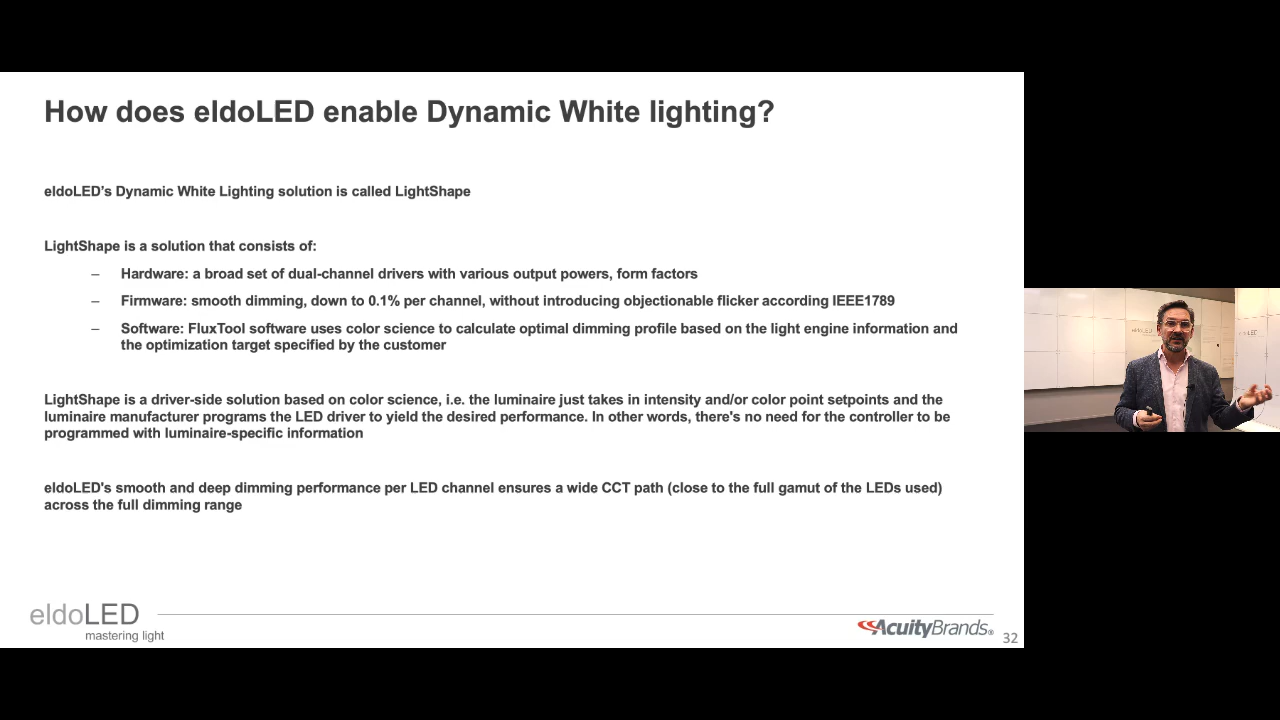 How does eldoLED enable Dynamic White lighting?
eldoLED's Dynamic White Lighting solution is called LightShape
LightShape is a solution that consists of:
– Hardware: a broad set of dual-channel drivers with various output powers, form factors
– Firmware: smooth dimming, down to 0.1% per channel, without introducing objectionable flicker according IEEE1789
– Software: FluxTool software uses color science to calculate optimal dimming profile based on the light engine information and
the optimization target specified by the customer
LightShape is a driver-side solution based on color science, i.e. the luminaire just takes in intensity and/or color point setpoints and the
luminaire manufacturer programs the LED driver to yield the desired performance. In other words, there's no need for the controller to be
programmed with luminaire-specific information
eldoLED's smooth and deep dimming performance per LED channel ensures a wide CCT path (close to the full gamut of the LEDs used)
across the full dimming range
eldoLED
mastering light
AcuityBrands®
32